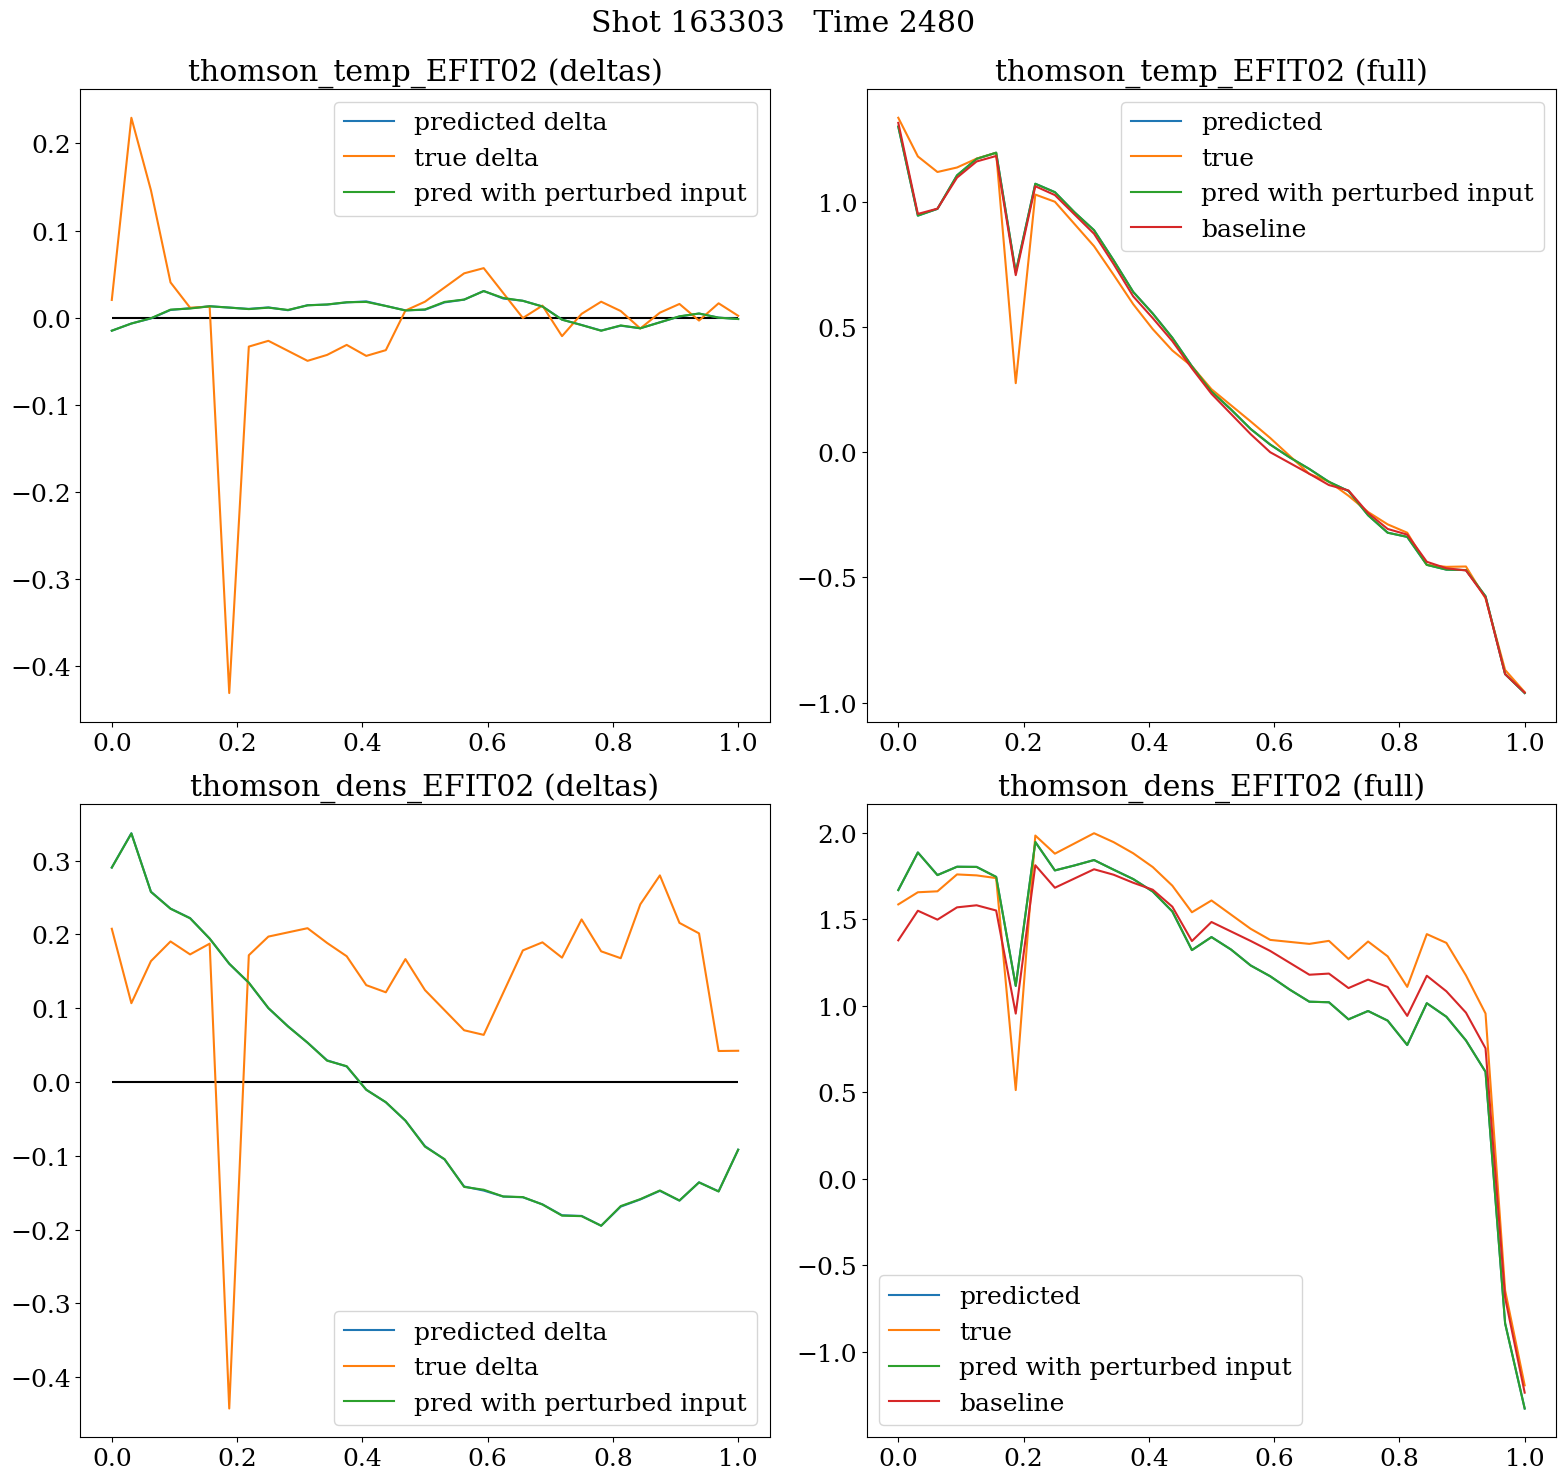 Shot 163303   Time 2480
thomson_temp_EFIT02 (deltas)
predicted delta
true delta
pred with perturbed input
0.2
0.1
0.0
−0.1
−0.2
−0.3
−0.4
0.0 0.2 0.4 0.6 0.8 1.0
thomson_temp_EFIT02 (full)
predicted
true
pred with perturbed input
baseline
1.0
0.5
0.0
−0.5
−1.0
0.0 0.2 0.4 0.6 0.8 1.0
thomson_dens_EFIT02 (deltas)
0.3
0.2
0.1
0.0
−0.1
−0.2
−0.3
−0.4
predicted delta
true delta
pred with perturbed input
0.0 0.2 0.4 0.6 0.8 1.0
thomson_dens_EFIT02 (full)
2.0
1.5
1.0
0.5
0.0
−0.5
−1.0
predicted
true
pred with perturbed input
baseline
0.0 0.2 0.4 0.6 0.8 1.0